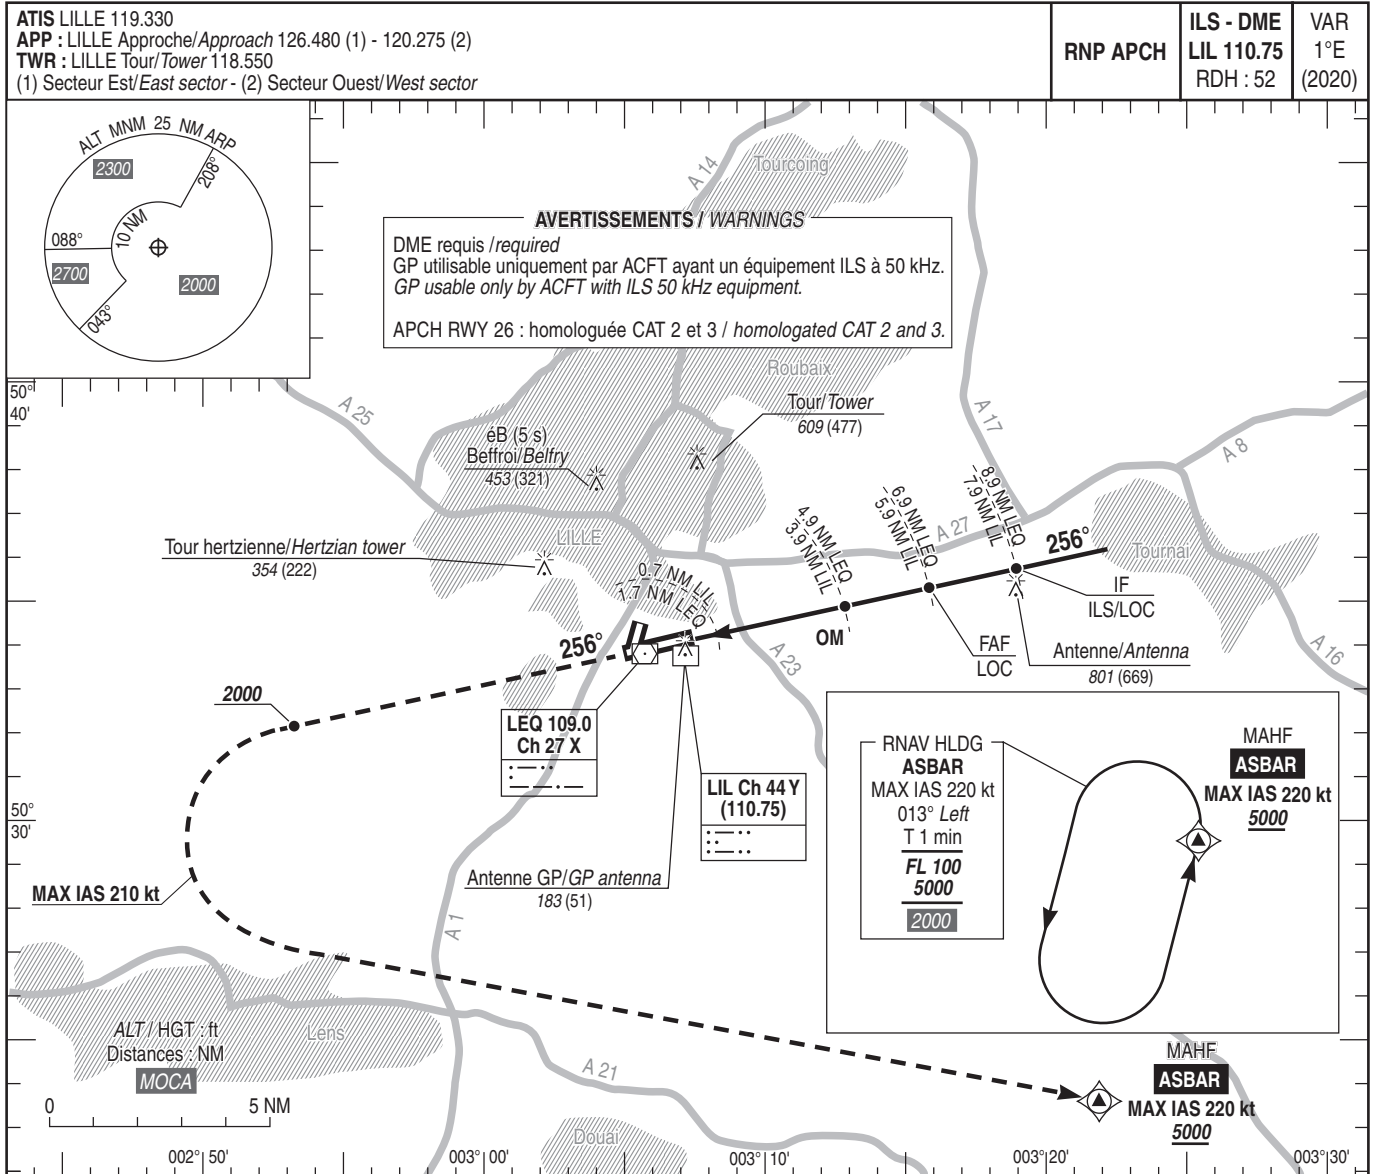 ATIS LILLE 119.330
APP : LILLE Approche/Approach 126.480 (1) - 120.275 (2)
TWR : LILLE Tour/Tower 118.550
(1) Secteur Est/East sector - (2) Secteur Ouest/West sector
RNP APCH
ILS - DME
LIL 110.75
RDH : 52
VAR
1°E
(2020)
ALT MNM 25 NM ARP
2300
208°
10 NM
088°
2700
2000
043°
A 14
Tourcoing
AVERTISSEMENTS / WARNINGS
DME requis /required
GP utilisable uniquement par ACFT ayant un équipement ILS à 50 kHz.
GP usable only by ACFT with ILS 50 kHz equipment.
APCH RWY 26 : homologuée CAT 2 et 3 / homologated CAT 2 and 3.
50°
40'
A 25
Roubaix
Tour/Tower
609 (477)
A 17
éB (5 s)
Beffroi/Belfry
453 (321)
A 8
8.9 NM LEQ
7.9 NM LIL
6.9 NM LEQ
5.9 NM LIL
4.9 NM LEQ
3.9 NM LIL
A 27
256°
LILLE
Tournai
Tour hertzienne/Hertzian tower
354 (222)
0.7 NM LIL
1.7 NM LEQ
IF
ILS/LOC
OM
256°
FAF
LOC
Antenne/Antenna
801 (669)
A 23
A 16
2000
LEQ 109.0
Ch 27 X
LIL Ch 44 Y
(110.75)
RNAV HLDG
ASBAR
MAX IAS 220 kt
013° Left
T 1 min
FL 100
5000
2000
MAHF
ASBAR
MAX IAS 220 kt
5000
50°
30'
MAX IAS 210 kt
Antenne GP/GP antenna
183 (51)
A 1
ALT / HGT : ft
Distances : NM
MOCA
Lens
0 5 NM
A 21
Douai
MAHF
ASBAR
MAX IAS 220 kt
5000
002° 50'
003° 00'
003° 10'
003° 20'
003° 30'